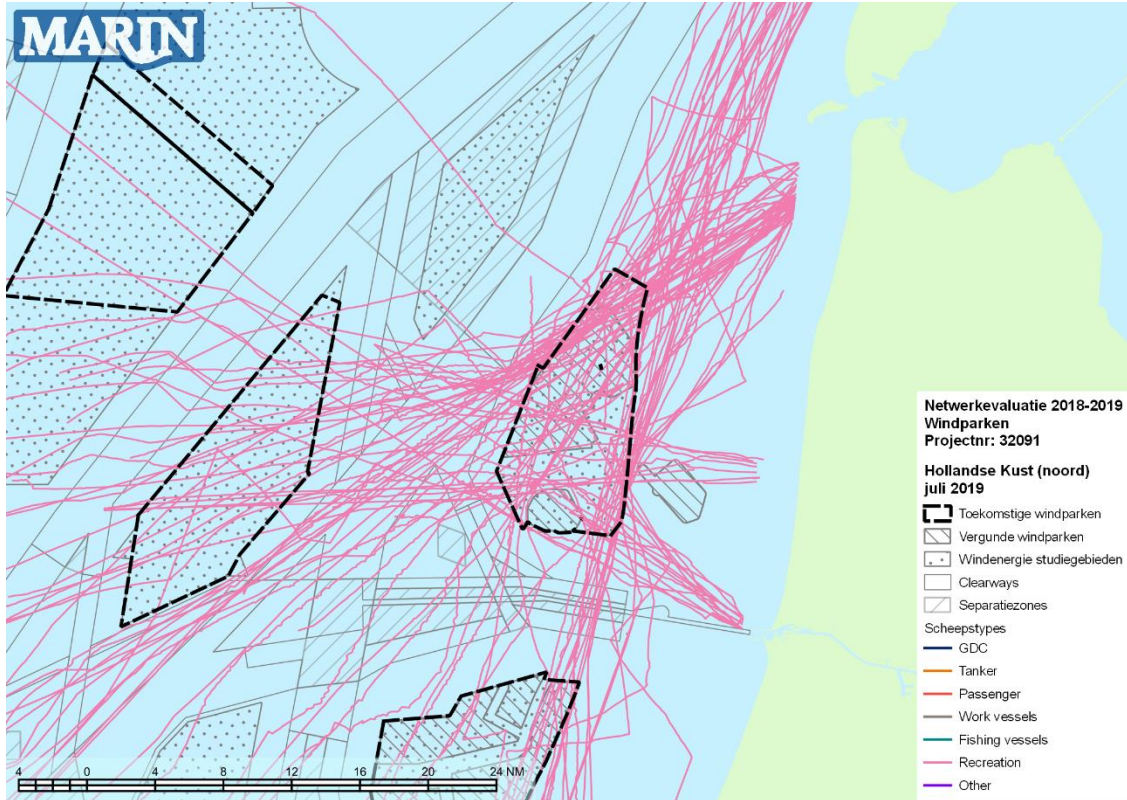 MARIN
Netwerkevaluatie 2018-2019
Windparken
Projectnr: 32091
Hollandse Kust (noord)
juli 2019
Toekomstige windparken
Vergunde windparken
Windenergie studiegebieden
Clearways
Separatiezones
Scheepstypes
GDC
Tanker
Passenger
Work vessels
Fishing vessels
Recreation
Other
4 0 4 8 12 16 20 24 NM